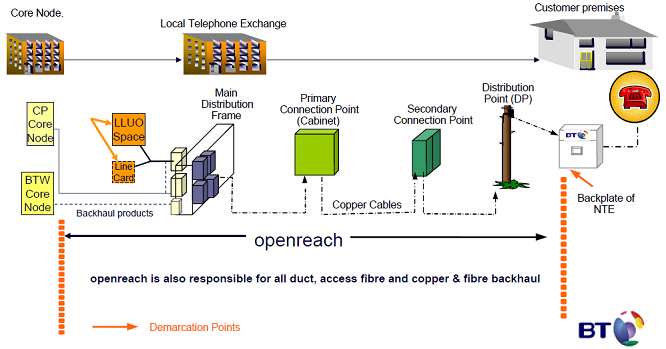 Core Node.
Local Telephone Exchange
Customer premises
CP
Core
Node
LLUO
Space
Line
Card
BTW
Core
Node
Backhaul products
Main
Distribution
Frame
Primary
Connection Point
(Cabinet)
Secondary
Connection Point
Copper Cables
Distribution
Point (DP)
BT
Backplate of
NTE
openreach
openreach is also responsible for all duct, access fibre and copper & fibre backhaul
Demarcation Points
BT